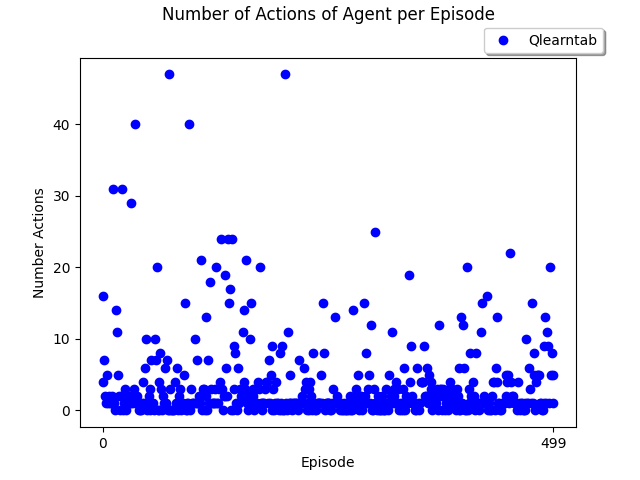 Number of Actions of Agent per Episode
Qlearntab
40
30
20
10
0
Number Actions
0 499
Episode